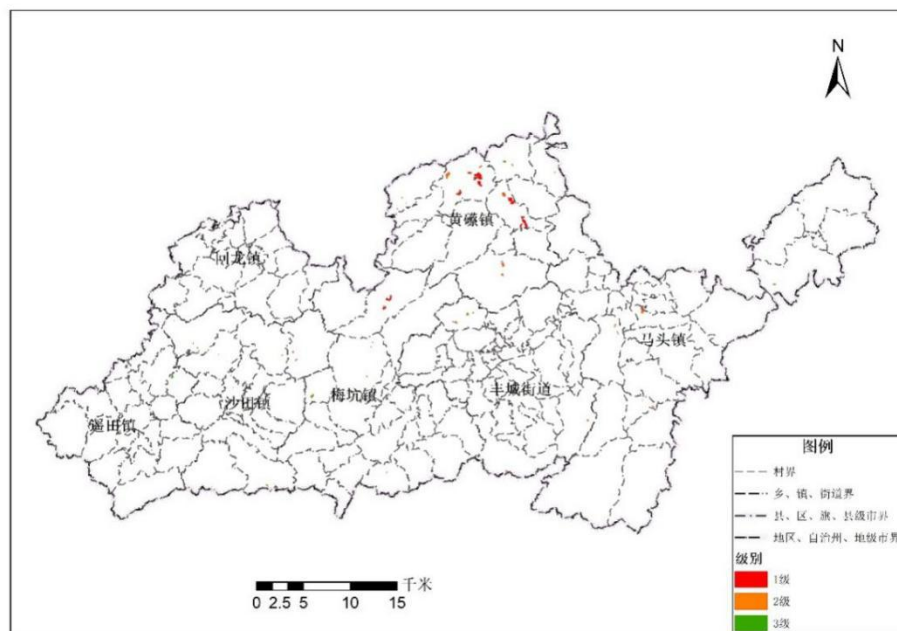 N
黄磜镇
回龙镇
马头镇
丰城街道
梅坑镇
沙田镇
遥田镇
图例
村界
乡、镇、街道界
县、区、旗、县级市界
地区、自治州、地级市界
级别
1级
2级
3级
千米
0 2.5 5 10 15